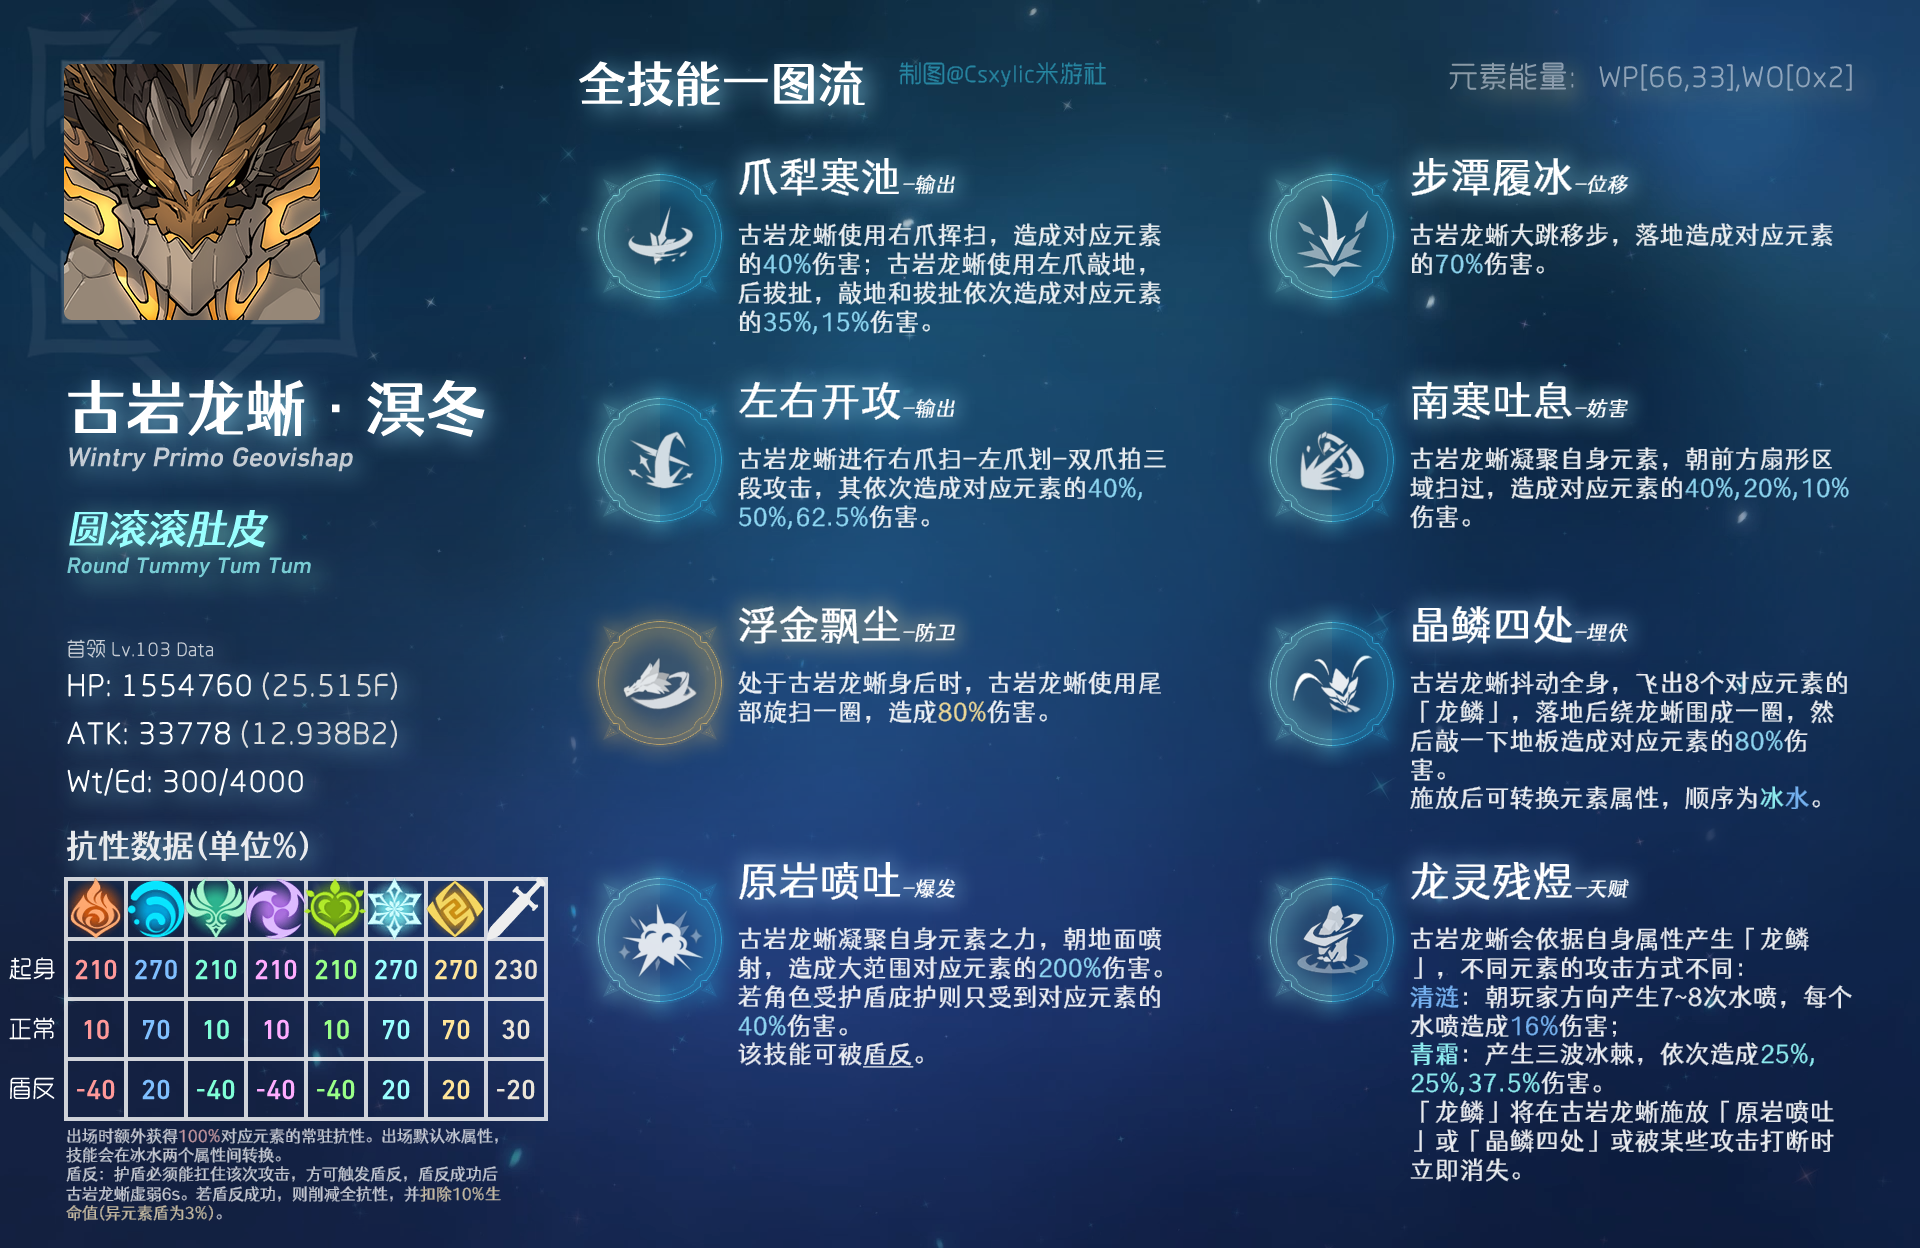 全技能一图流
制图@Csxylic米游社
元素能量: WP[66,33],WO[0x2]
古岩龙蜥·溟冬
Wintry Primo Geovishap
圆滚滚肚皮
Round Tummy Tum Tum
首领 Lv.103 Data
HP: 1554760 (25.515F)
ATK: 33778 (12.938B2)
Wt/Ed: 300/4000
抗性数据(单位%)
起身 210 270 210 210 210 270 270 230
正常 10 70 10 10 10 70 70 30
盾反 -40 20 -40 -40 -40 20 20 -20
出场时额外获得100%对应元素的常驻抗性。出场默认冰属性，
技能会在冰水两个属性间转换。
盾反：护盾必须能扛住该次攻击，方可触发盾反，盾反成功后
古岩龙蜥虚弱6s。若盾反成功，则削减全抗性，并扣除10%生
命值(异元素盾为3%)。
爪犁寒池-输出
古岩龙蜥使用右爪挥扫，造成对应元素
的40%伤害；古岩龙蜥使用左爪敲地，
后拔扯，敲地和拔扯依次造成对应元素
的35%,15%伤害。
步潭履冰-位移
古岩龙蜥大跳移步，落地造成对应元素
的70%伤害。
左右开攻-输出
古岩龙蜥进行右爪扫-左爪划-双爪拍三
段攻击，其依次造成对应元素的40%,
50%,62.5%伤害。
南寒吐息-妨害
古岩龙蜥凝聚自身元素，朝前方扇形区
域扫过，造成对应元素的40%,20%,10%
伤害。
浮金飘尘-防卫
处于古岩龙蜥身后时，古岩龙蜥使用尾
部旋扫一圈，造成80%伤害。
晶鳞四处-埋伏
古岩龙蜥抖动全身，飞出8个对应元素的
「龙鳞」，落地后绕龙蜥围成一圈，然
后敲一下地板造成对应元素的80%伤
害。
施放后可转换元素属性，顺序为冰水。
原岩喷吐-爆发
古岩龙蜥凝聚自身元素之力，朝地面喷
射，造成大范围对应元素的200%伤害。
若角色受护盾庇护则只受到对应元素的
40%伤害。
该技能可被盾反。
龙灵残煜-天赋
古岩龙蜥会依据自身属性产生「龙鳞
」，不同元素的攻击方式不同：
清涟：朝玩家方向产生7~8次水喷，每个
水喷造成16%伤害；
青霜：产生三波冰棘，依次造成25%,
25%,37.5%伤害。
「龙鳞」将在古岩龙蜥施放「原岩喷吐
」或「晶鳞四处」或被某些攻击打断时
立即消失。